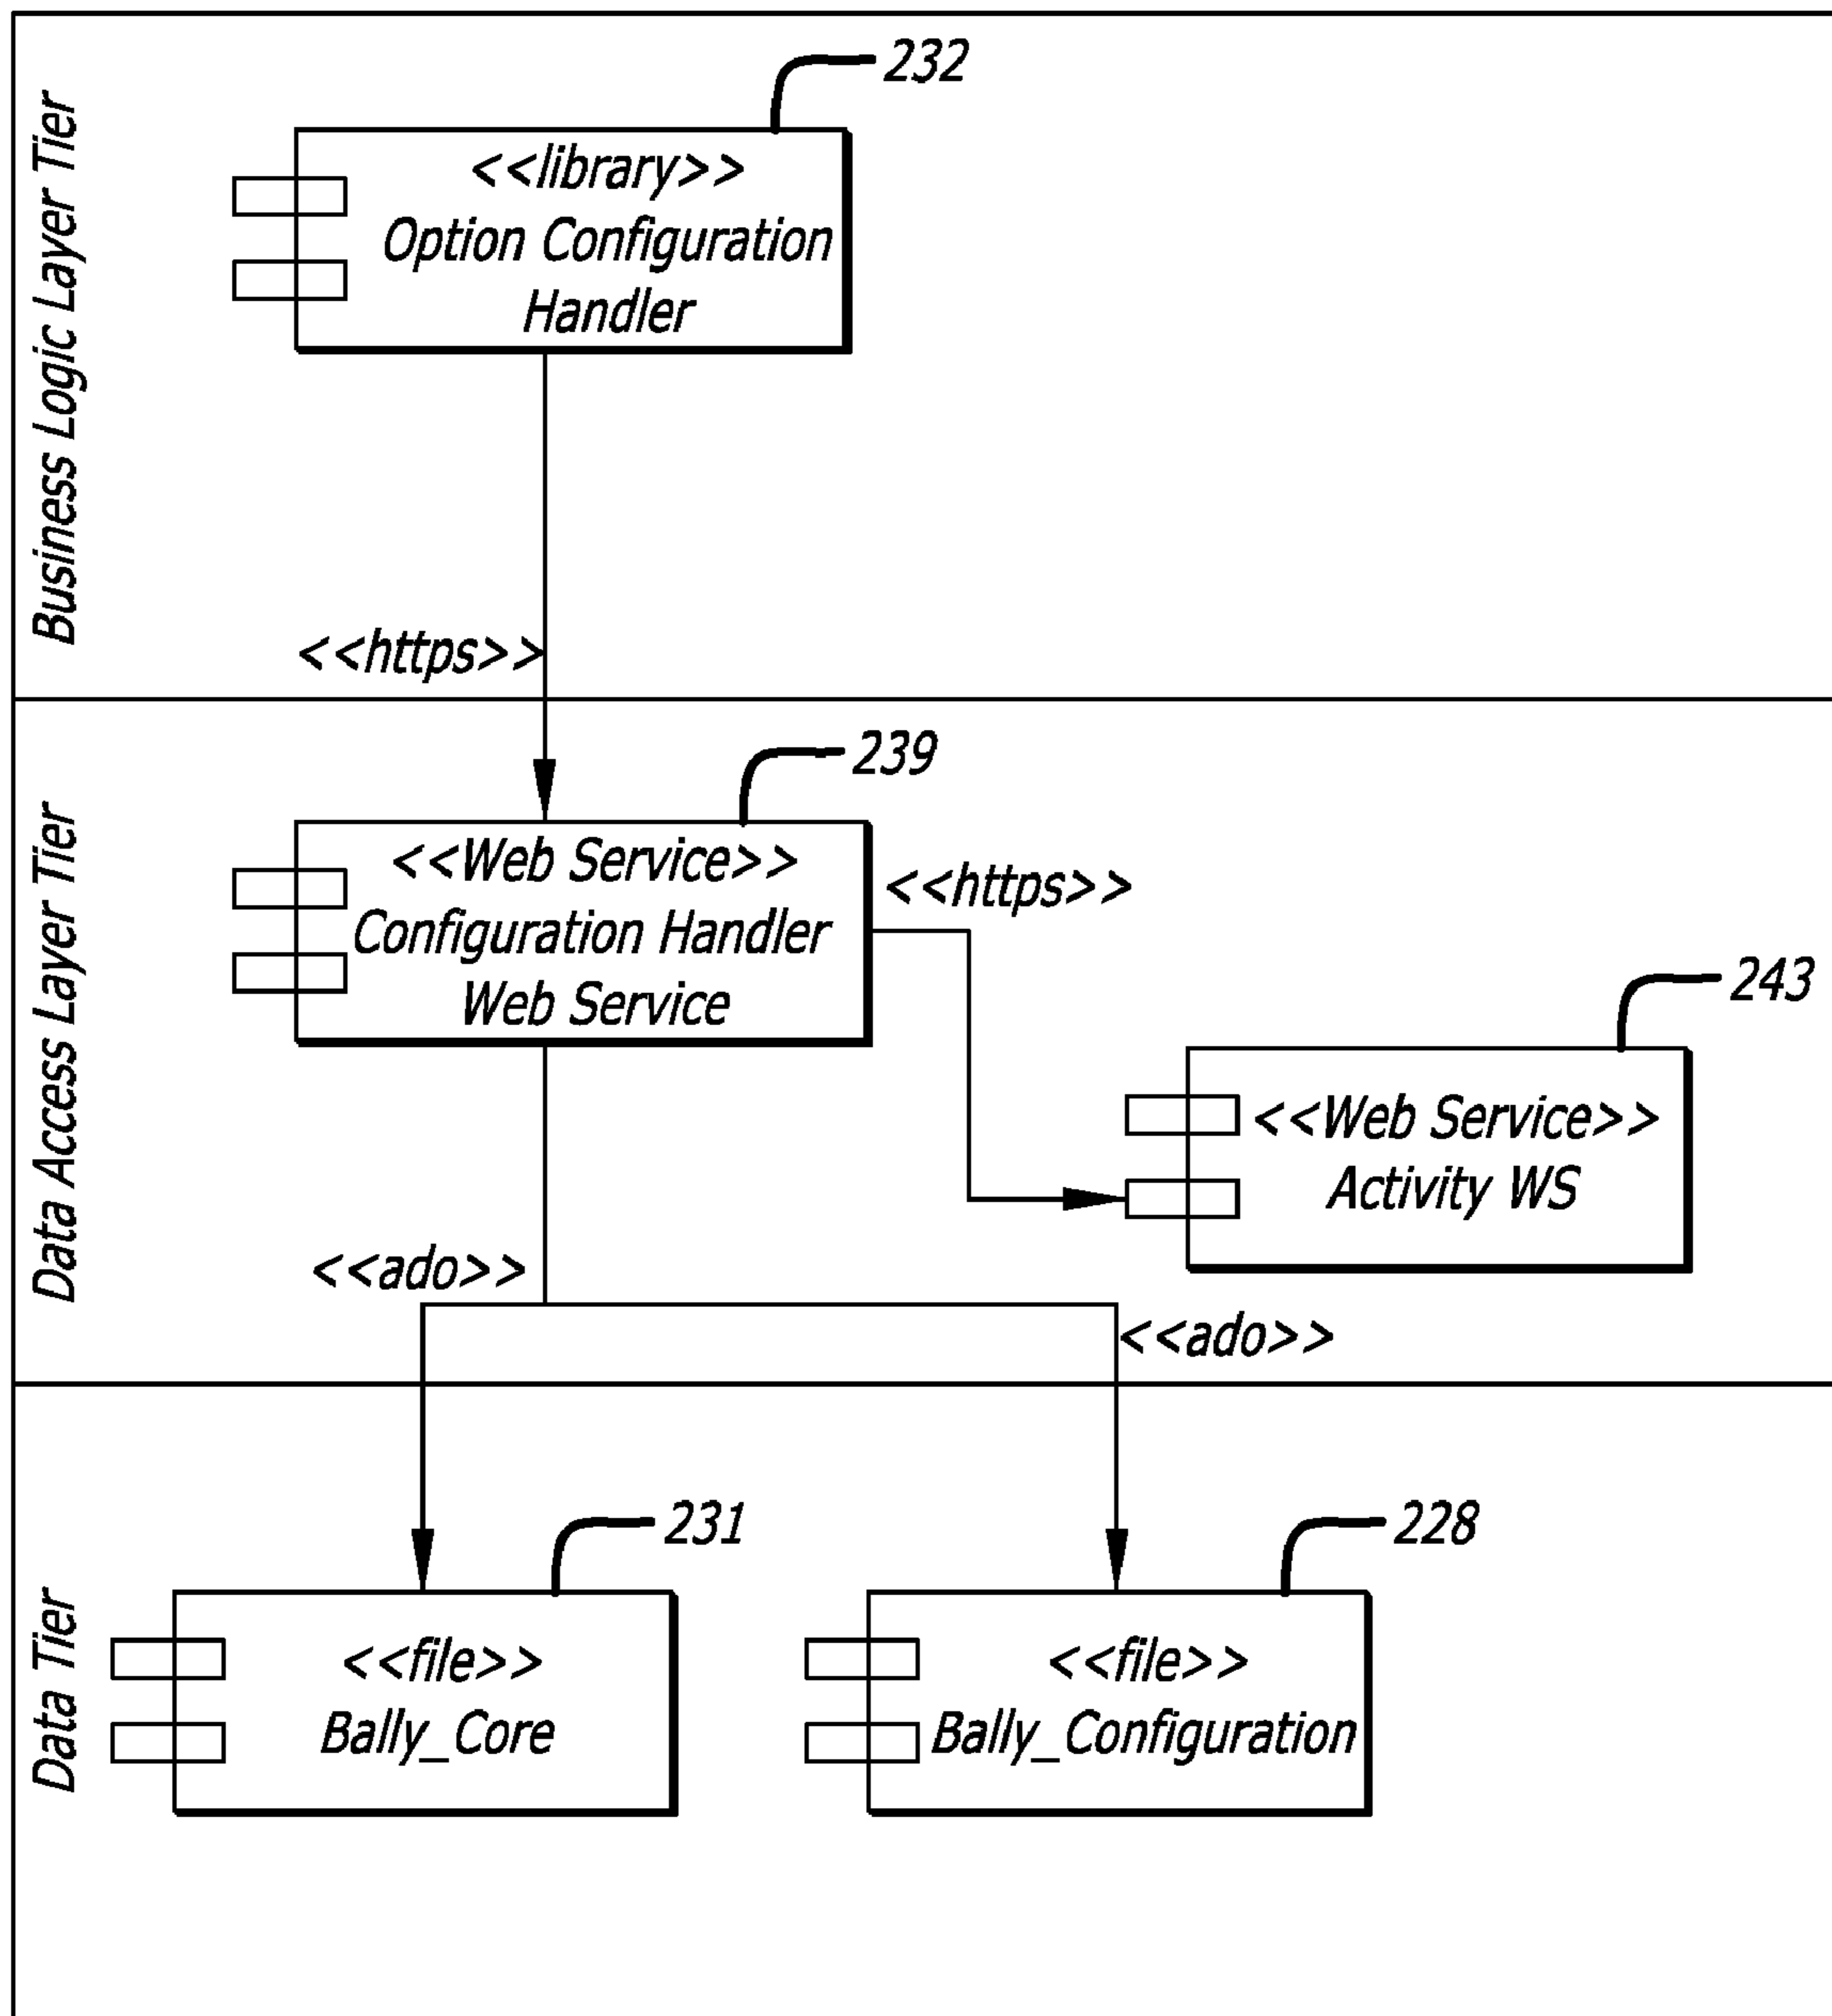 Business Logic Layer Tier
232
<<library>>
Option Configuration
Handler
<<https>>
Data Access Layer Tier
239
<<Web Service>>
Configuration Handler
Web Service
<<https>>
243
<<Web Service>>
Activity WS
<<ado>>
<<ado>>
Data Tier
231
<<file>>
Bally_Core
228
<<file>>
Bally_Configuration